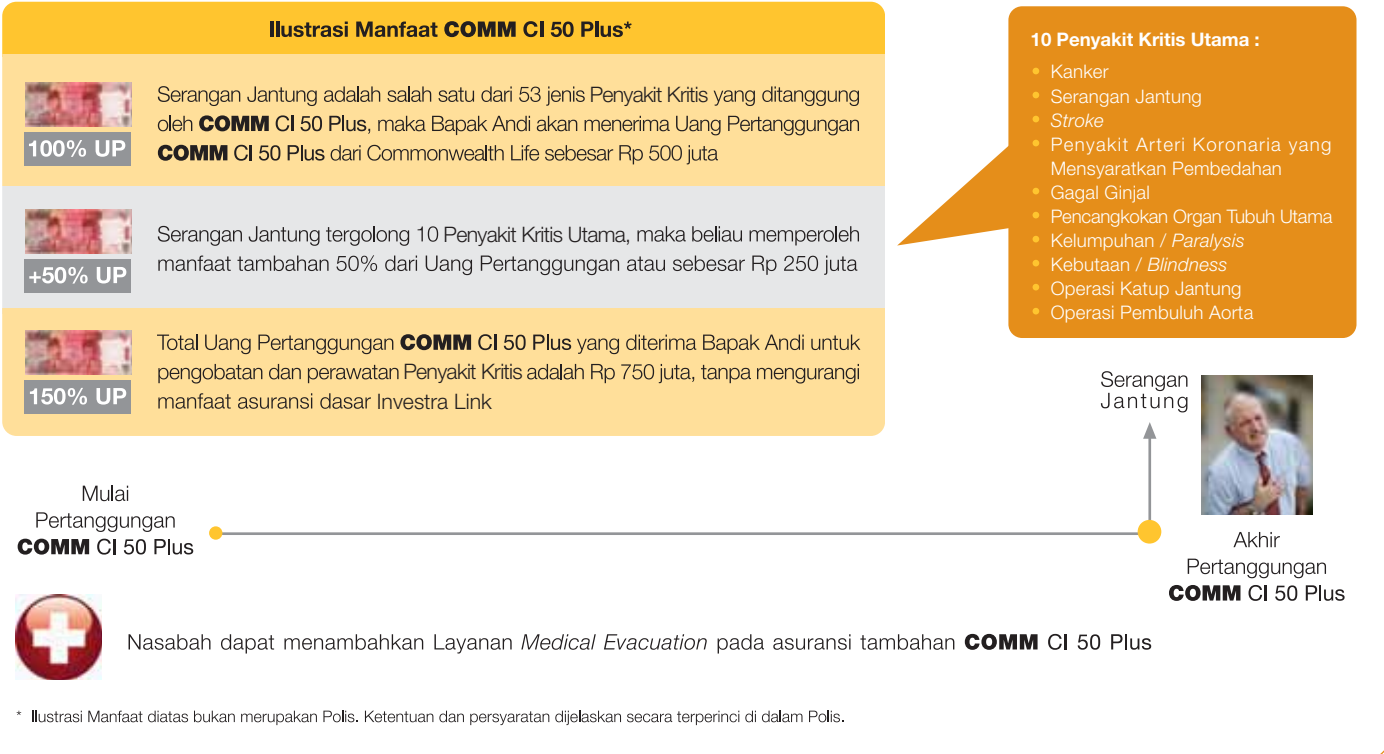 Ilustrasi Manfaat COMM CI 50 Plus*
100% UP
Serangan Jantung adalah salah satu dari 53 jenis Penyakit Kritis yang ditanggung
oleh COMM CI 50 Plus, maka Bapak Andi akan menerima Uang Pertanggungan
COMM CI 50 Plus dari Commonwealth Life sebesar Rp 500 juta
+50% UP
Serangan Jantung tergolong 10 Penyakit Kritis Utama, maka beliau memperoleh
manfaat tambahan 50% dari Uang Pertanggungan atau sebesar Rp 250 juta
150% UP
Total Uang Pertanggungan COMM CI 50 Plus yang diterima Bapak Andi untuk
pengobatan dan perawatan Penyakit Kritis adalah Rp 750 juta, tanpa mengurangi
manfaat asuransi dasar Investra Link
10 Penyakit Kritis Utama :
• Kanker
• Serangan Jantung
• Stroke
• Penyakit Arteri Koronaria yang
Mensyaratkan Pembedahan
• Gagal Ginjal
• Pencangkokan Organ Tubuh Utama
• Kelumpuhan / Paralysis
• Kebutaan / Blindness
• Operasi Katup Jantung
• Operasi Pembuluh Aorta
Serangan
Jantung
Mulai
Pertanggungan
COMM CI 50 Plus
Akhir
Pertanggungan
COMM CI 50 Plus
Nasabah dapat menambahkan Layanan Medical Evacuation pada asuransi tambahan COMM CI 50 Plus
* Ilustrasi Manfaat diatas bukan merupakan Polis. Ketentuan dan persyaratan dijelaskan secara terperinci di dalam Polis.